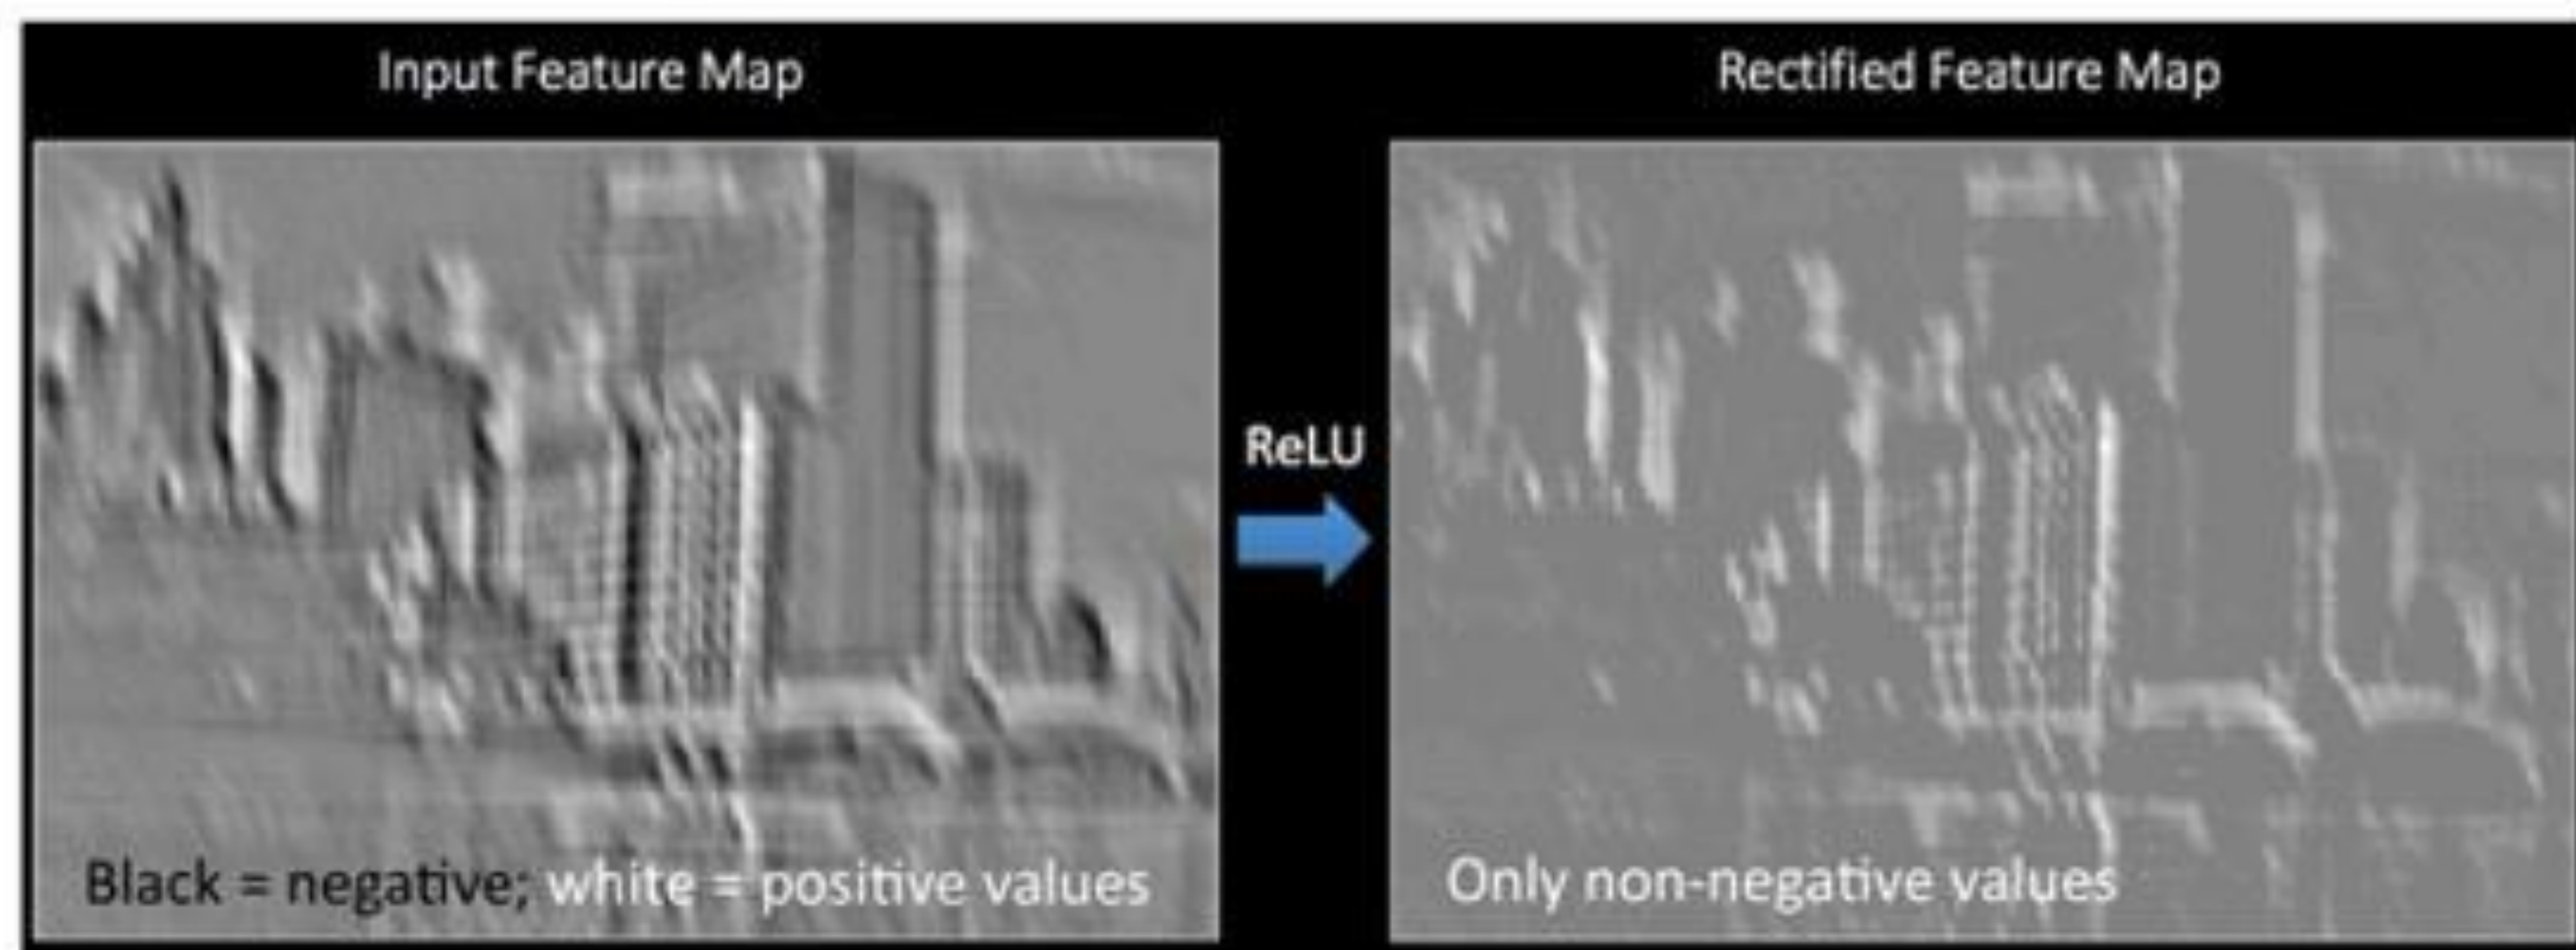 Input Feature Map
Rectified Feature Map
ReLU
Black = negative; white = positive values
Only non-negative values